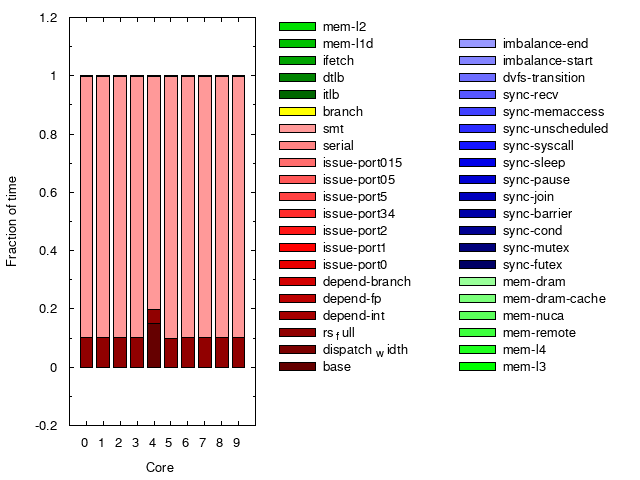 1.2
1
0.8
0.6
0.4
0.2
0
-0.2
Fraction of time
0 1 2 3 4 5 6 7 8 9
Core
mem-l2
mem-l1d
ifetch
dtlb
itlb
branch
smt
serial
issue-port015
issue-port05
issue-port5
issue-port34
issue-port2
issue-port1
issue-port0
depend-branch
depend-fp
depend-int
rsfull
dispatchwidth
base
imbalance-end
imbalance-start
dvfs-transition
sync-recv
sync-memaccess
sync-unscheduled
sync-syscall
sync-sleep
sync-pause
sync-join
sync-barrier
sync-cond
sync-mutex
sync-futex
mem-dram
mem-dram-cache
mem-nuca
mem-remote
mem-l4
mem-l3